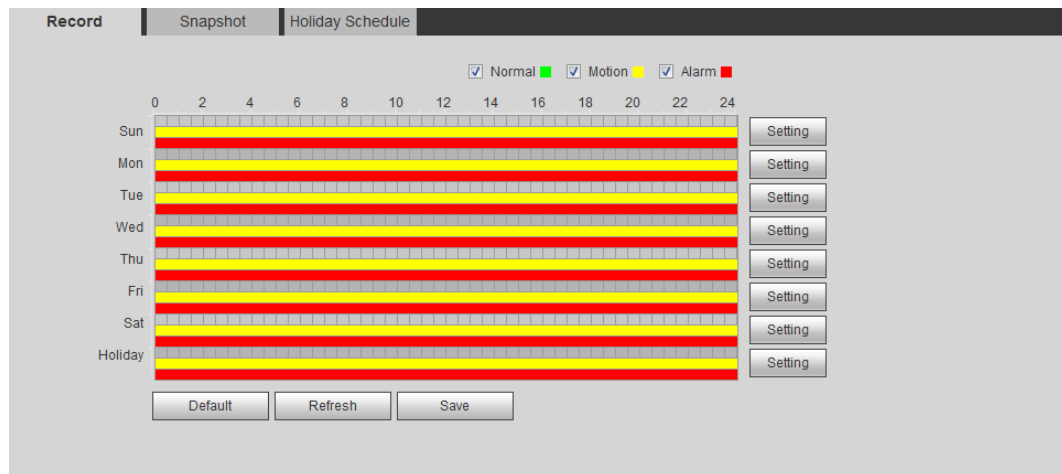 Record Snapshot Holiday Schedule
Normal Motion Alarm
0 2 4 6 8 10 12 14 16 18 20 22 24
Sun Setting
Mon Setting
Tue Setting
Wed Setting
Thu Setting
Fri Setting
Sat Setting
Holiday Setting
Default Refresh Save